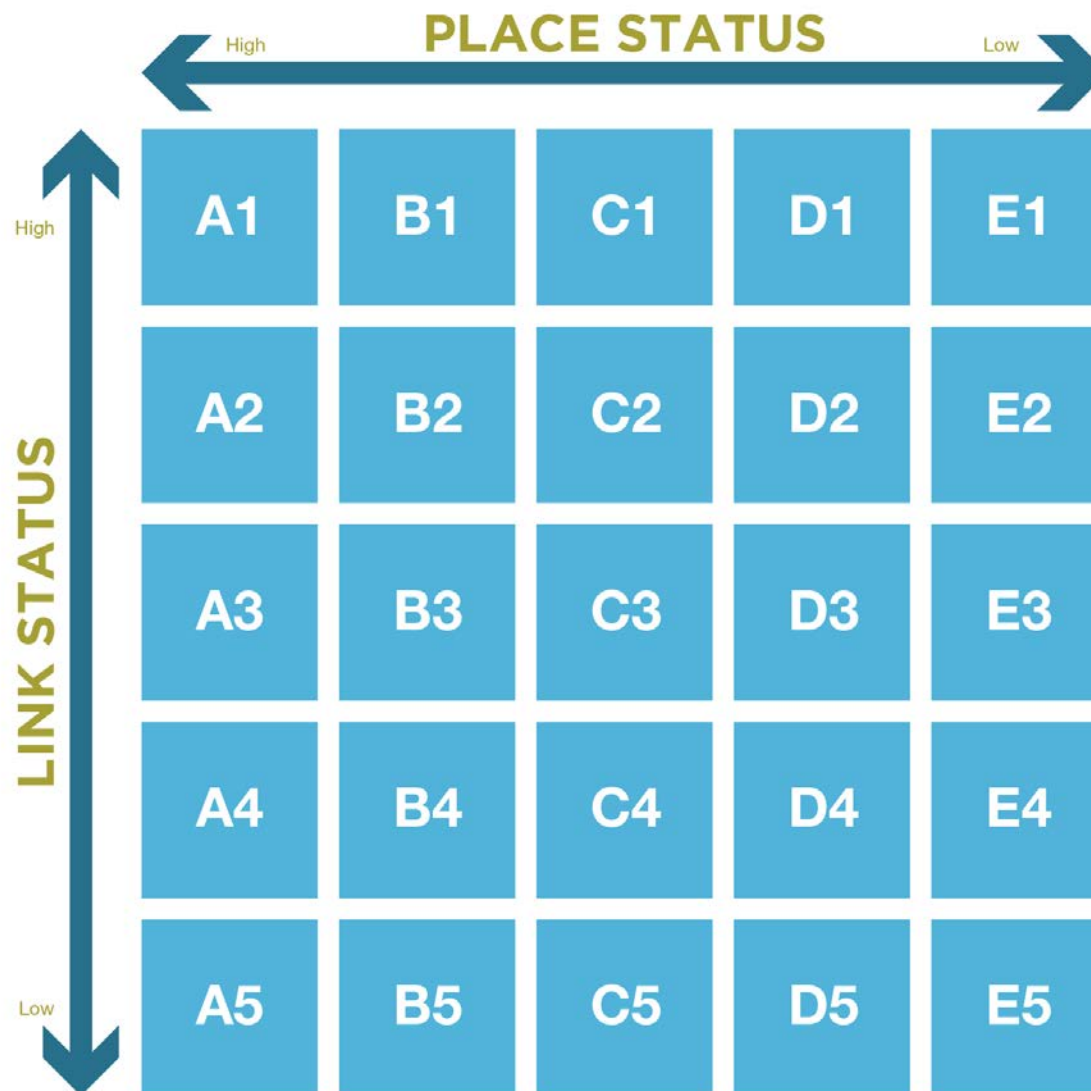 PLACE STATUS
High Low
High
A1 B1 C1 D1 E1
A2 B2 C2 D2 E2
LINK STATUS
A3 B3 C3 D3 E3
A4 B4 C4 D4 E4
Low
A5 B5 C5 D5 E5